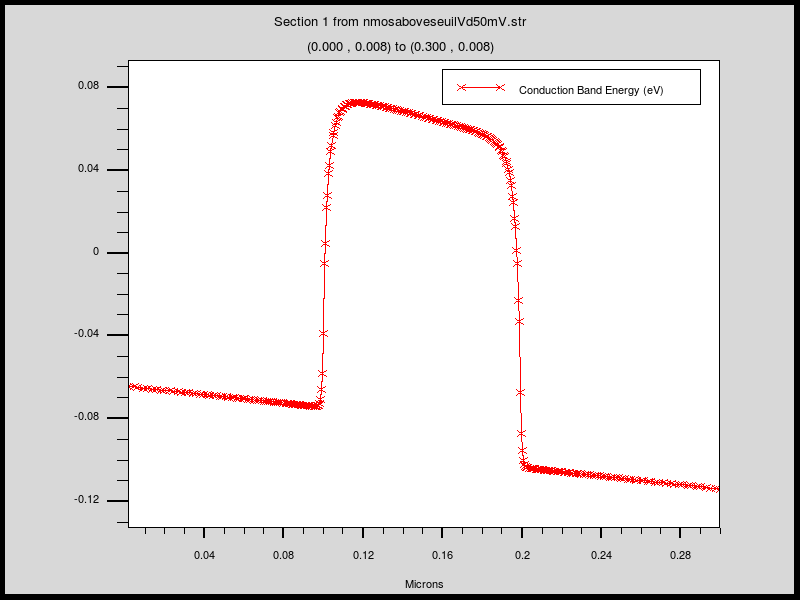 Section 1 from nmosaboveseuilVd50mV.str
(0.000 , 0.008) to (0.300 , 0.008)
Conduction Band Energy (eV)
0.08
0.04
0
-0.04
-0.08
-0.12
0.04 0.08 0.12 0.16 0.2 0.24 0.28
Microns